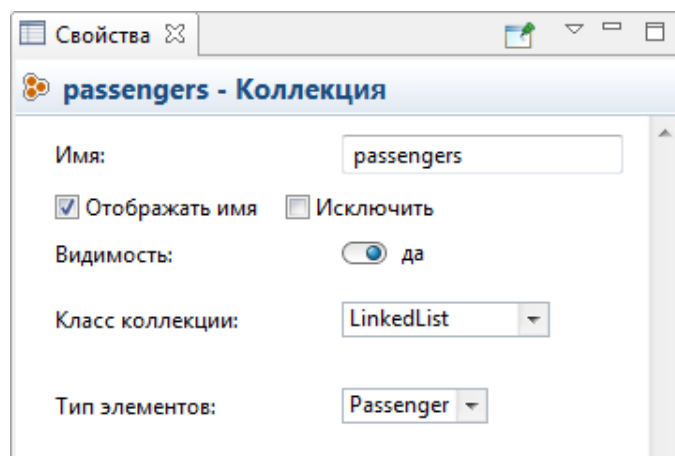 Свойства
passengers - Коллекция
Имя: passengers
Отображать имя Исключить
Видимость: да
Класс коллекции: LinkedList
Тип элементов: Passenger